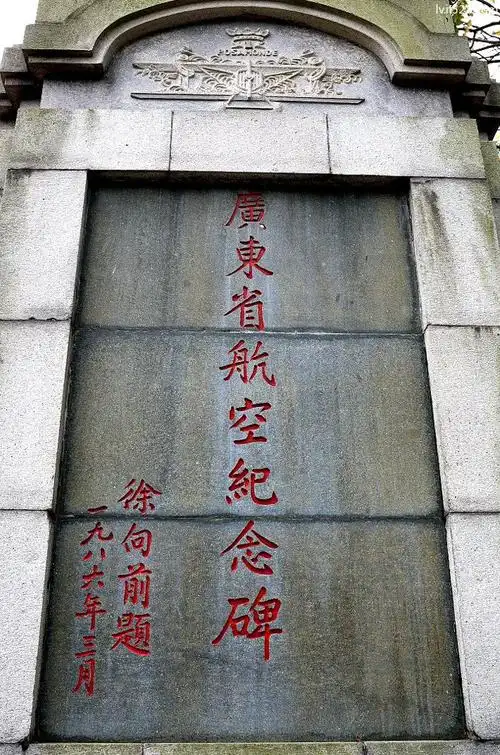 廣東省航空紀念碑
徐向前題
一九八六年三月